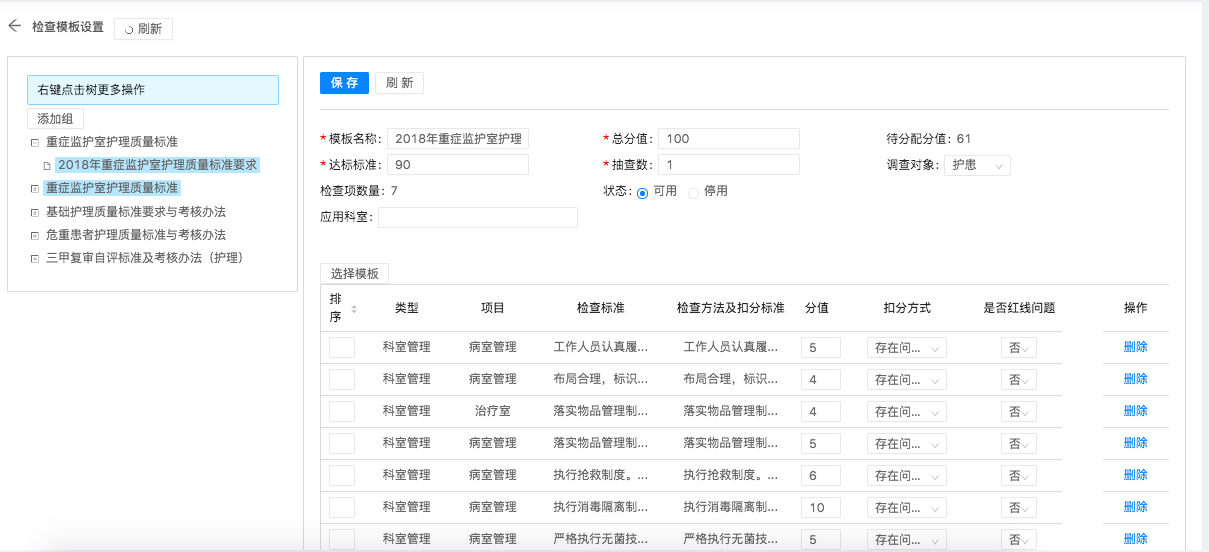 检查模板设置 刷新
右键点击树更多操作
添加组
重症监护室护理质量标准
2018年重症监护室护理质量标准要求
重症监护室护理质量标准
基础护理质量标准要求与考核办法
危重患者护理质量标准与考核办法
三甲复审自评标准及考核办法（护理）
保存 刷新
*模板名称: 2018年重症监护室护理 *总分值: 100 待分配分值: 61
*达标标准: 90 *抽查数: 1 调查对象: 护患
检查项数量: 7 状态: 可用 停用
应用科室:
选择模板
排序 类型 项目 检查标准 检查方法及扣分标准 分值 扣分方式 是否红线问题 操作
科室管理 病室管理 工作人员认真履... 工作人员认真履... 5 存在问... 否 删除
科室管理 病室管理 布局合理，标识... 布局合理，标识... 4 存在问... 否 删除
科室管理 治疗室 落实物品管理制... 落实物品管理制... 4 存在问... 否 删除
科室管理 病室管理 落实物品管理制... 落实物品管理制... 5 存在问... 否 删除
科室管理 病室管理 执行抢救制度。... 执行抢救制度。... 6 存在问... 否 删除
科室管理 病室管理 执行消毒隔离制... 执行消毒隔离制... 10 存在问... 否 删除
科室管理 病室管理 严格执行无菌技... 严格执行无菌技... 5 存在问... 否 删除